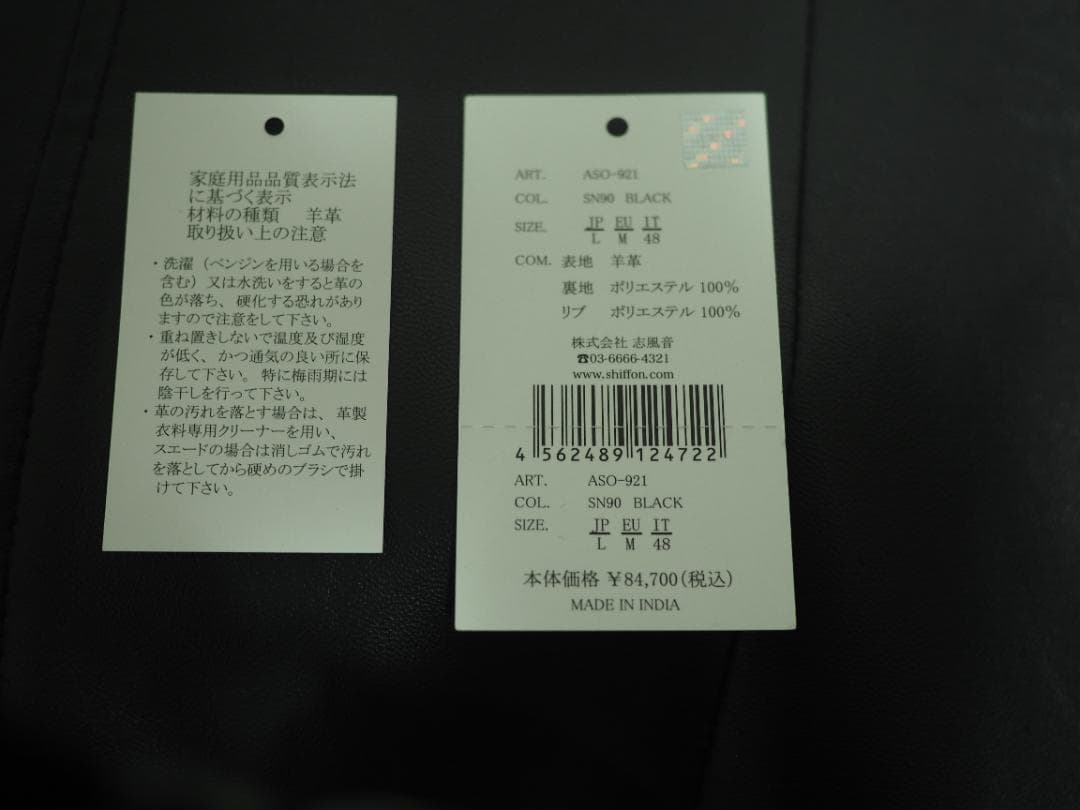 家庭用品品質表示法
に基づく表示
材料の種類 羊革
取り扱い上の注意
・洗濯（ベンジンを用いる場合を
含む）又は水洗いをすると革の
色が落ち、硬化する恐れがあり
ますので注意をして下さい。
・重ね置きしないで温度及び湿度
が低く、かつ通気の良い所に保
存して下さい。特に梅雨期には
陰干しを行って下さい。
・革の汚れを落とす場合は、革製
衣料専用クリーナーを用い、
スエードの場合は消しゴムで汚れ
を落としてから硬めのブラシで掛
けて下さい。
ART. ASO-921
COL. SN90 BLACK
SIZE. JP EU IT
L M 48
COM. 表地 羊革
裏地 ポリエステル 100%
リブ ポリエステル 100%
株式会社 志風音
☎03-6666-4321
www.shiffon.com
4 562489 124722
ART. ASO-921
COL. SN90 BLACK
SIZE. JP EU IT
L M 48
本体価格 ￥84,700(税込)
MADE IN INDIA